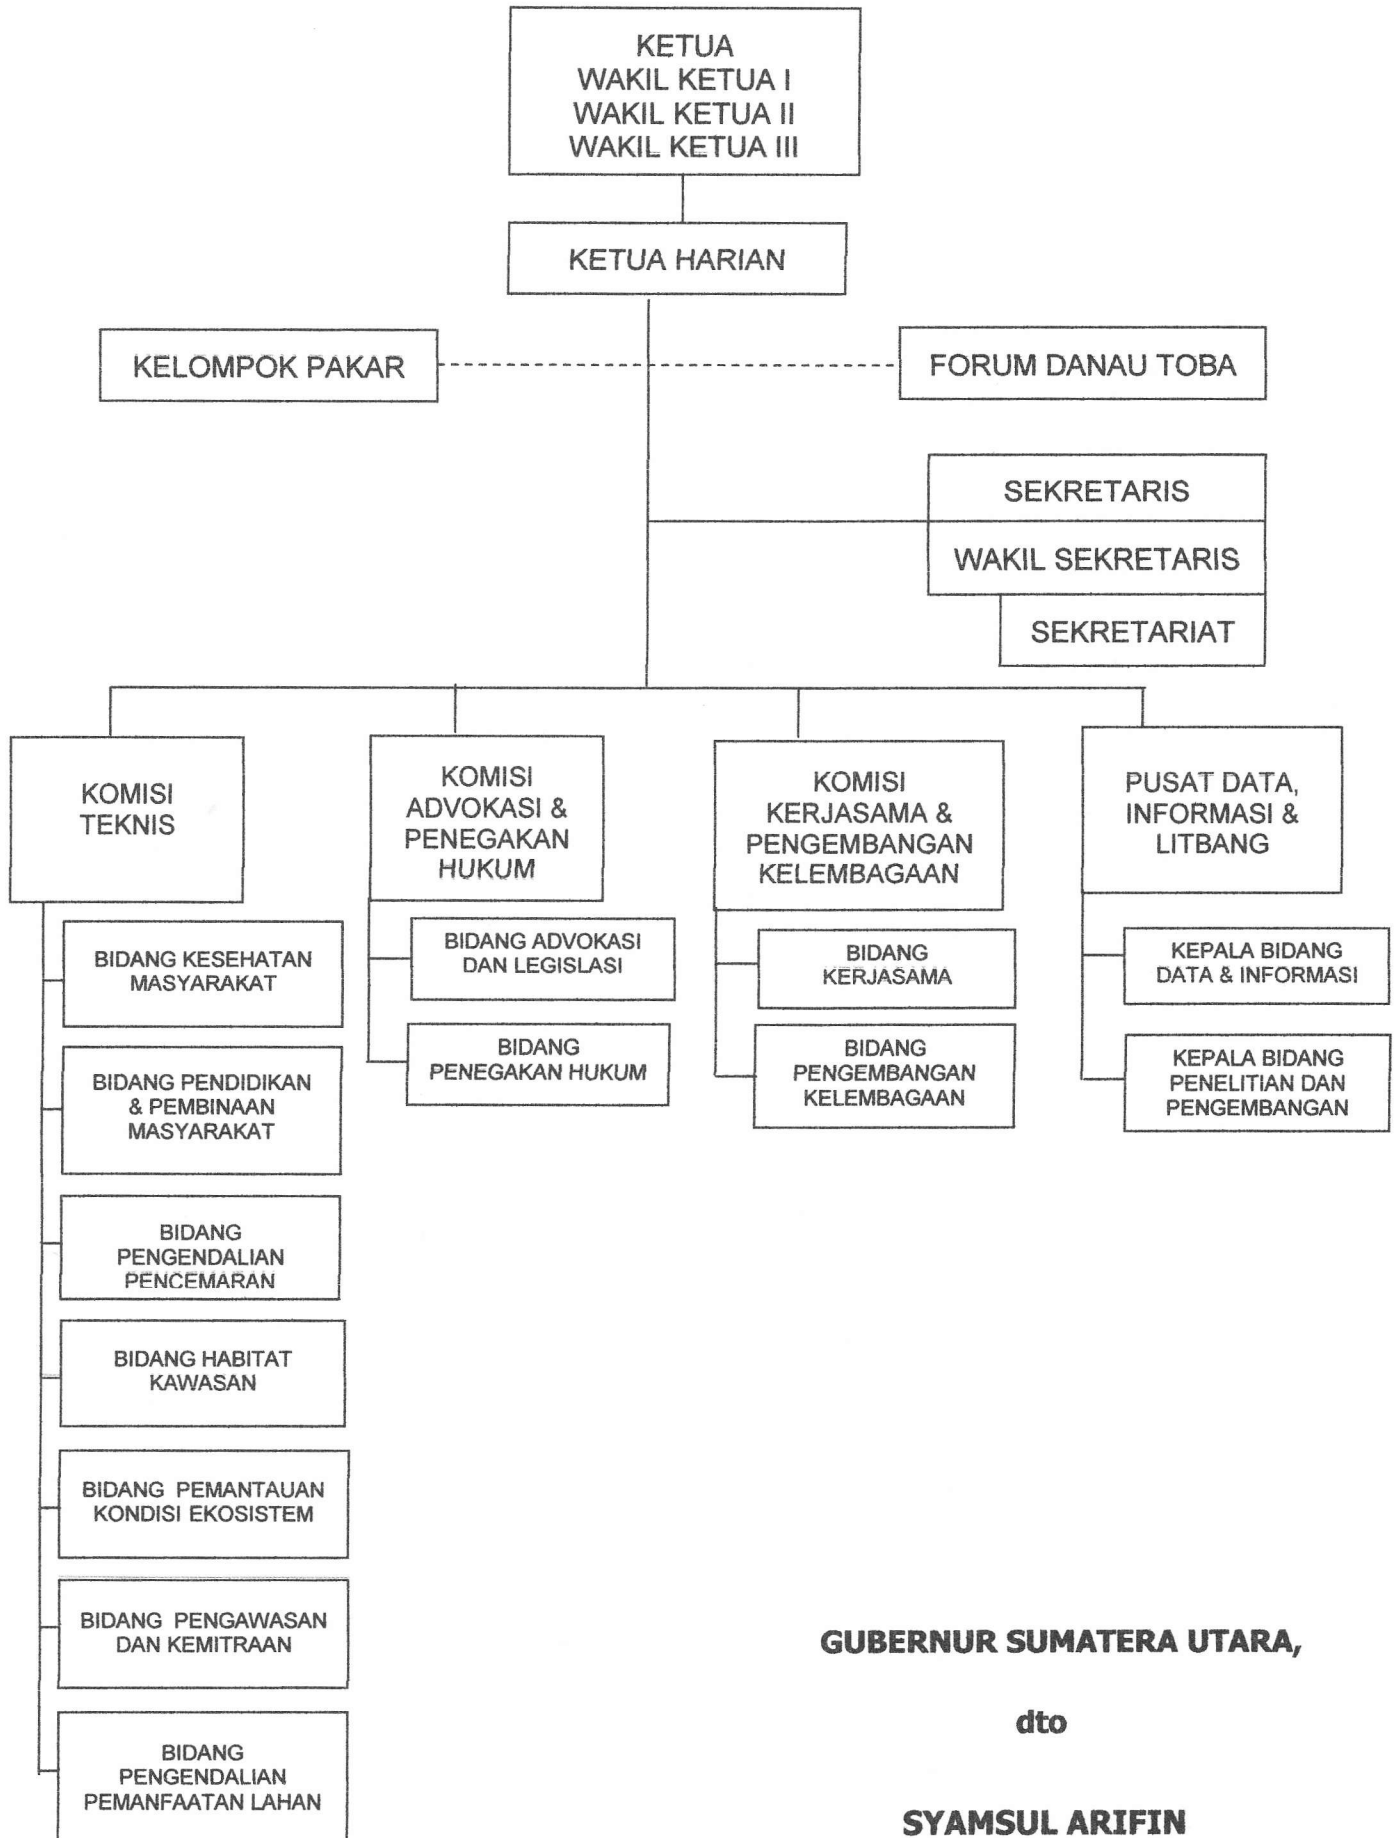 KETUA
WAKIL KETUA I
WAKIL KETUA II
WAKIL KETUA III
KETUA HARIAN
KELOMPOK PAKAR
FORUM DANAU TOBA
SEKRETARIS
WAKIL SEKRETARIS
SEKRETARIAT
KOMISI
TEKNIS
BIDANG KESEHATAN
MASYARAKAT
BIDANG PENDIDIKAN
& PEMBINAAN
MASYARAKAT
BIDANG
PENGENDALIAN
PENCEMARAN
BIDANG HABITAT
KAWASAN
BIDANG PEMANTAUAN
KONDISI EKOSISTEM
BIDANG PENGAWASAN
DAN KEMITRAAN
BIDANG
PENGENDALIAN
PEMANFAATAN LAHAN
KOMISI
ADVOKASI &
PENEGAKAN
HUKUM
BIDANG ADVOKASI
DAN LEGISLASI
BIDANG
PENEGAKAN HUKUM
KOMISI
KERJASAMA &
PENGEMBANGAN
KELEMBAGAAN
BIDANG
KERJASAMA
BIDANG
PENGEMBANGAN
KELEMBAGAAN
PUSAT DATA,
INFORMASI &
LITBANG
KEPALA BIDANG
DATA & INFORMASI
KEPALA BIDANG
PENELITIAN DAN
PENGEMBANGAN
GUBERNUR SUMATERA UTARA,
dto
SYAMSUL ARIFIN